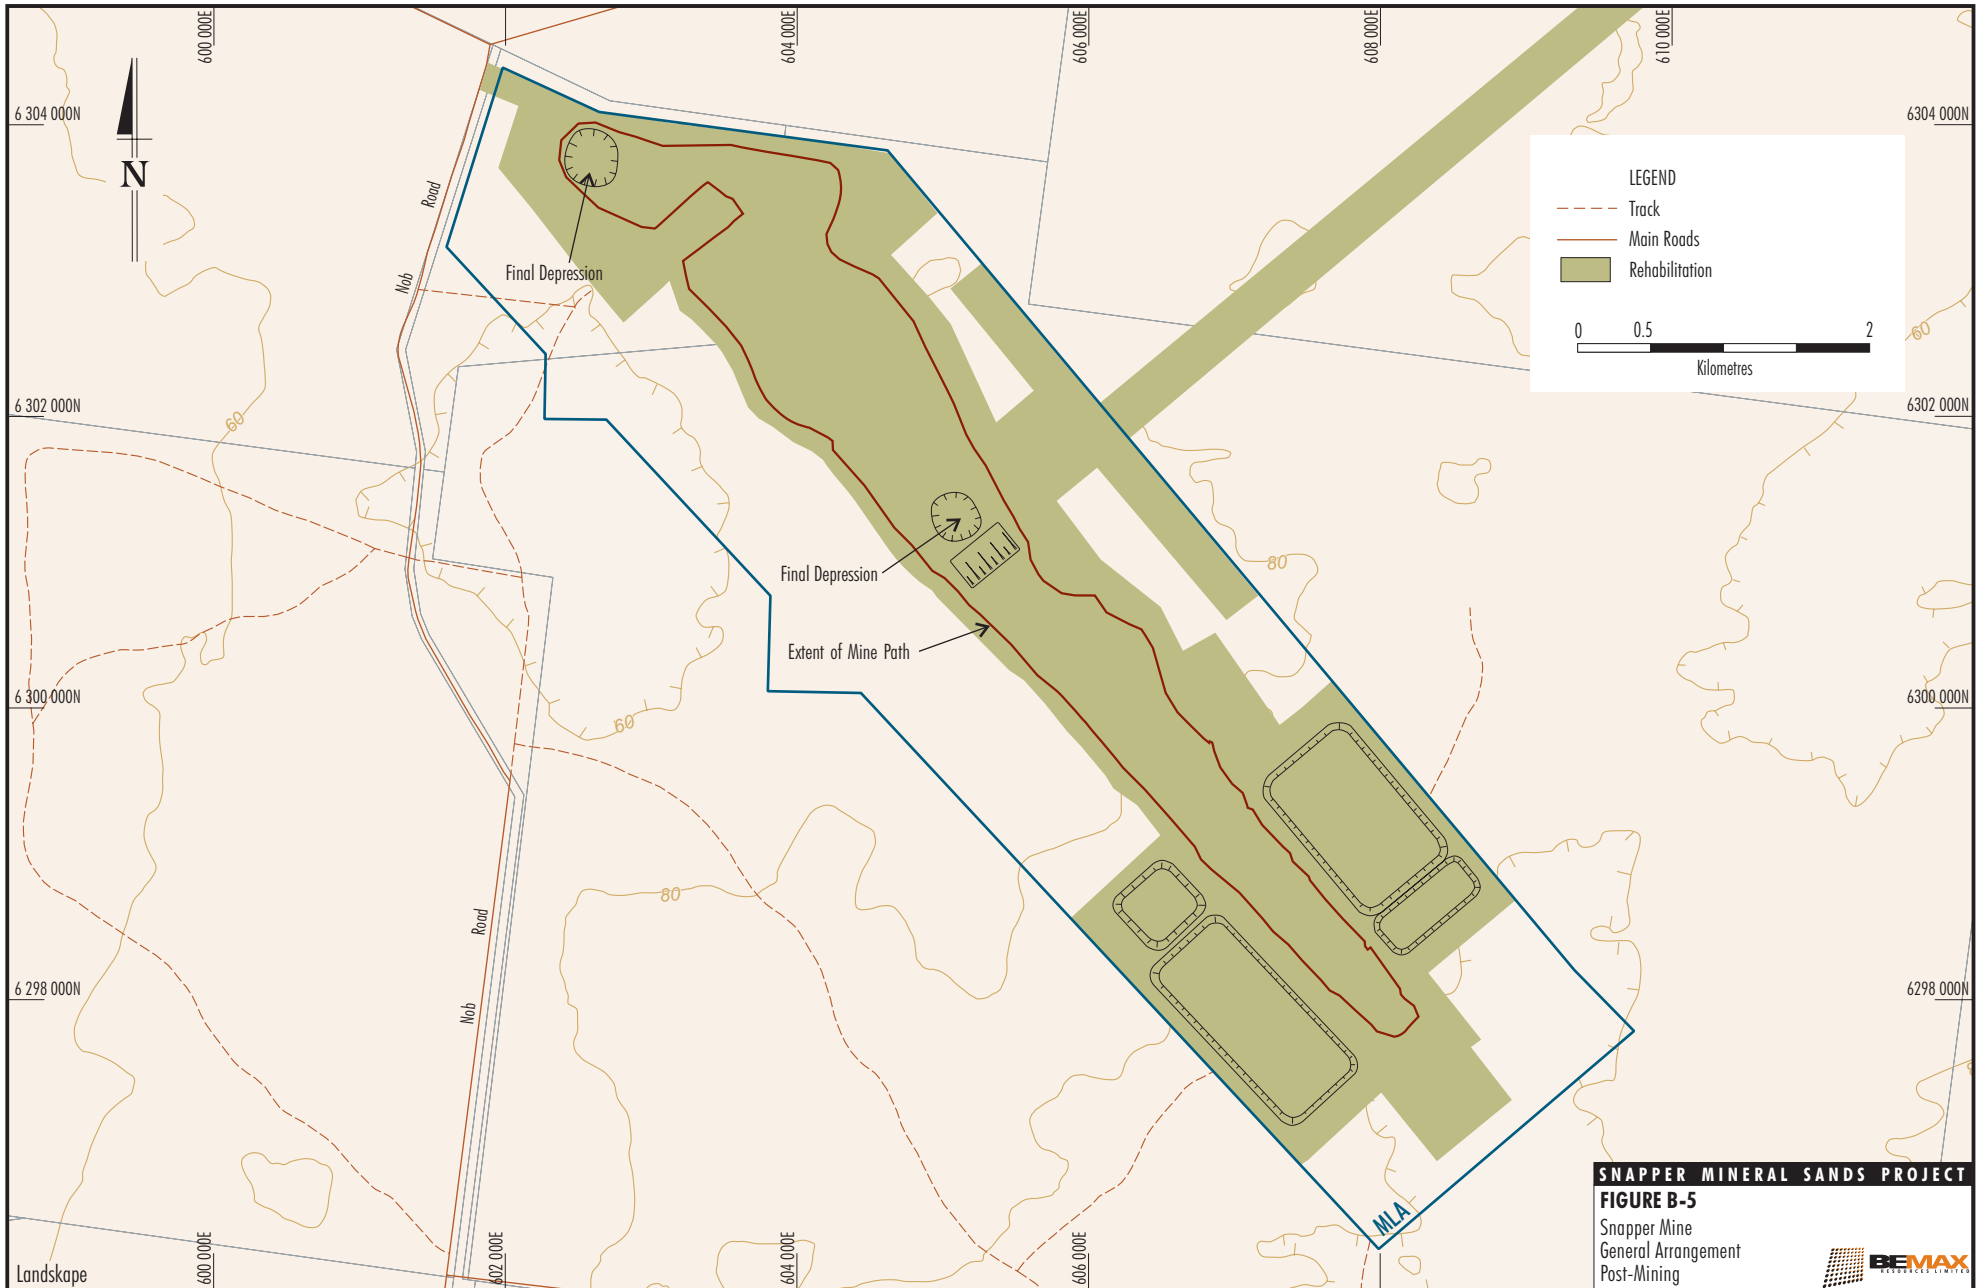 600 000E
604 000E
606 000E
608 000E
610 000E
6 304 000N
6304 000N
N
LEGEND
Track
Main Roads
Rehabilitation
0 0.5 2
Kilometres
Road
Nob
Final Depression
60
6 302 000N
6302 000N
60
Final Depression
80
Extent of Mine Path
6 300 000N
6300 000N
60
80
Road
Nob
6 298 000N
6298 000N
MLA
600 000E
602 000E
604 000E
606 000E
Landskape
SNAPPER MINERAL SANDS PROJECT
FIGURE B-5
Snapper Mine
General Arrangement
Post-Mining
BEMAX
RESOURCES LIMITED